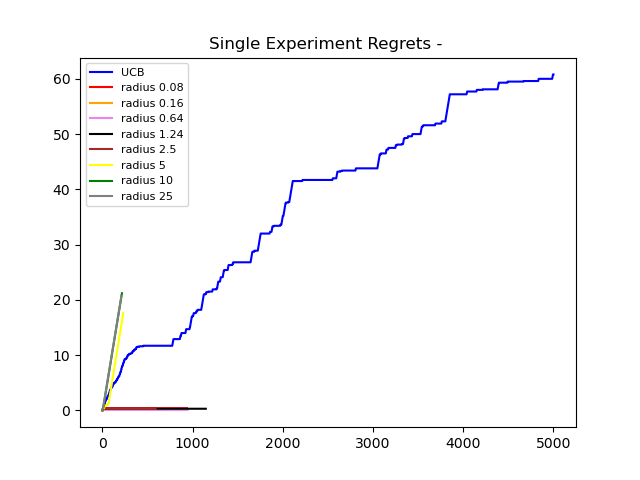 Single Experiment Regrets -
UCB
radius 0.08
radius 0.16
radius 0.64
radius 1.24
radius 2.5
radius 5
radius 10
radius 25
60
50
40
30
20
10
0
0 1000 2000 3000 4000 5000